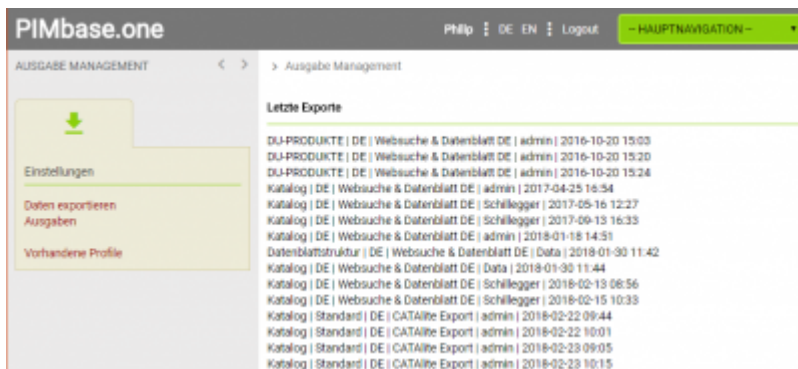 PIMbase.one
Philip ⋮ DE EN ⋮ Logout
-- HAUPTNAVIGATION --
AUSGABE MANAGEMENT < >
> Ausgabe Management
Einstellungen
Daten exportieren
Ausgaben
Vorhandene Profile
Letzte Exporte
DU-PRODUKTE | DE | Websuche & Datenblatt DE | admin | 2016-10-20 15:03
DU-PRODUKTE | DE | Websuche & Datenblatt DE | admin | 2016-10-20 15:20
DU-PRODUKTE | DE | Websuche & Datenblatt DE | admin | 2016-10-20 15:24
Katalog | DE | Websuche & Datenblatt DE | admin | 2017-04-25 16:54
Katalog | DE | Websuche & Datenblatt DE | Schillegger | 2017-05-16 12:27
Katalog | DE | Websuche & Datenblatt DE | Schillegger | 2017-09-13 16:33
Katalog | DE | Websuche & Datenblatt DE | admin | 2018-01-18 14:51
Datenblattstruktur | DE | Websuche & Datenblatt DE | Data | 2018-01-30 11:42
Katalog | DE | Websuche & Datenblatt DE | Data | 2018-01-30 11:44
Katalog | DE | Websuche & Datenblatt DE | Schillegger | 2018-02-13 08:56
Katalog | DE | Websuche & Datenblatt DE | Schillegger | 2018-02-15 10:33
Katalog | Standard | DE | CATAlite Export | admin | 2018-02-22 09:44
Katalog | Standard | DE | CATAlite Export | admin | 2018-02-22 10:01
Katalog | Standard | DE | CATAlite Export | admin | 2018-02-23 09:05
Katalog | Standard | DE | CATAlite Export | admin | 2018-02-23 10:15